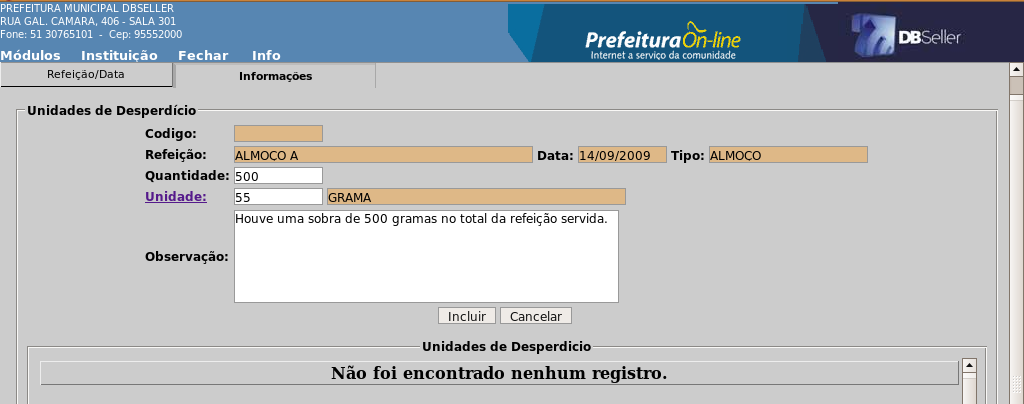 PREFEITURA MUNICIPAL DBSELLER
RUA GAL. CAMARA, 406 - SALA 301
Fone: 51 30765101 - Cep: 95552000
PrefeituraOn-line
Internet a serviço da comunidade
DBSeller
Módulos Instituição Fechar Info
Refeição/Data Informações
Unidades de Desperdício
Codigo:
Refeição: ALMOÇO A Data: 14/09/2009 Tipo: ALMOÇO
Quantidade: 500
Unidade: 55 GRAMA
Houve uma sobra de 500 gramas no total da refeição servida.
Observação:
Incluir Cancelar
Unidades de Desperdicio
Não foi encontrado nenhum registro.